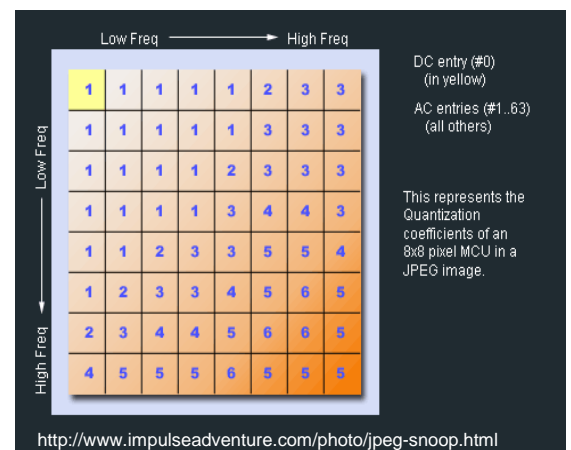 Low Freq High Freq
DC entry (#0)
(in yellow)
AC entries (#1..63)
(all others)
Low Freq
High Freq
1 1 1 1 1 2 3 3
1 1 1 1 1 3 3 3
1 1 1 1 2 3 3 3
1 1 1 1 3 4 4 3
1 1 2 3 3 5 5 4
1 2 3 3 4 5 6 5
2 3 4 4 5 6 6 5
4 5 5 5 6 5 5 5
This represents the
Quantization
coefficients of an
8x8 pixel MCU in a
JPEG image.
http://www.impulseadventure.com/photo/jpeg-snoop.html